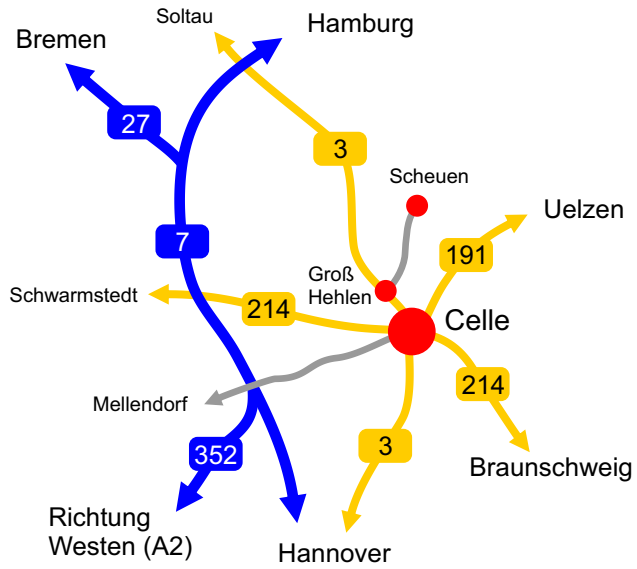 Soltau
Hamburg
Bremen
27
3
Scheuen
Uelzen
7
191
Groß
Hehlen
Schwarmstedt
214
Celle
214
Mellendorf
3
352
Braunschweig
Richtung
Westen (A2)
Hannover